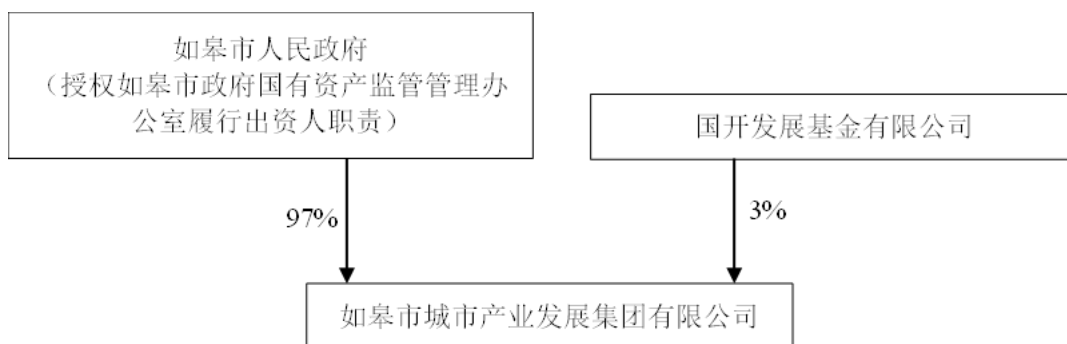 如皋市人民政府
（授权如皋市政府国有资产监管管理办
公室履行出资人职责）
国开发展基金有限公司
97%
3%
如皋市城市产业发展集团有限公司